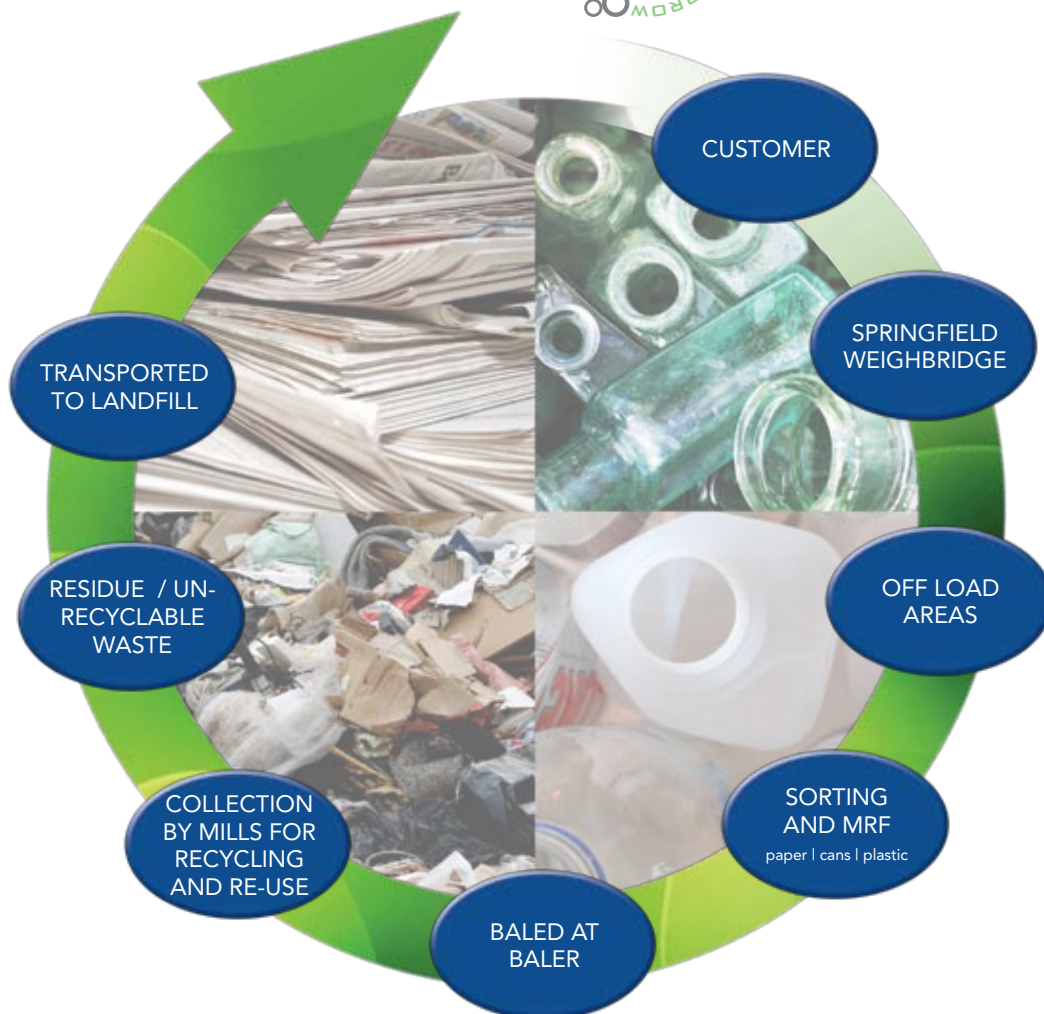 CUSTOMER
SPRINGFIELD
WEIGHBRIDGE
OFF LOAD
AREAS
SORTING
AND MRF
paper | cans | plastic
BALED AT
BALER
COLLECTION
BY MILLS FOR
RECYCLING
AND RE-USE
RESIDUE / UN-
RECYCLABLE
WASTE
TRANSPORTED
TO LANDFILL